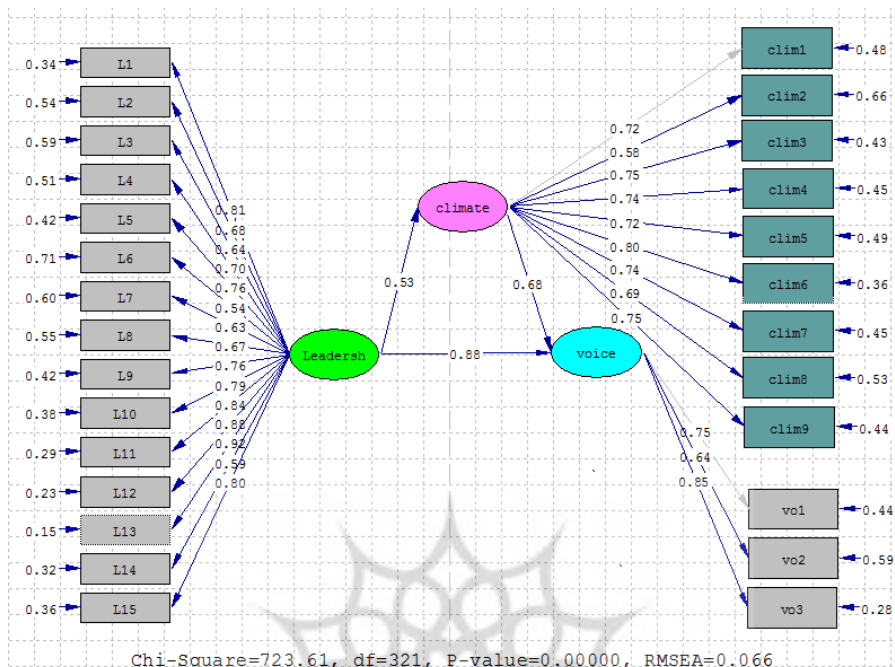 0.34 L1
0.54 L2
0.59 L3
0.51 L4
0.42 L5
0.71 L6
0.60 L7
0.55 L8
0.42 L9
0.38 L10
0.29 L11
0.23 L12
0.15 L13
0.32 L14
0.36 L15
0.81
0.68
0.64
0.70
0.76
0.54
0.63
0.67
0.76
0.79
0.84
0.88
0.92
0.59
0.80
Leadersh
0.53
climate
0.88
0.68
voice
0.72
0.58
0.75
0.74
0.72
0.80
0.74
0.69
0.75
clim1 0.48
clim2 0.66
clim3 0.43
clim4 0.45
clim5 0.49
clim6 0.36
clim7 0.45
clim8 0.53
clim9 0.44
0.75
0.64
0.85
vo1 0.44
vo2 0.59
vo3 0.28
Chi-Square=723.61, df=321, P-value=0.00000, RMSEA=0.066